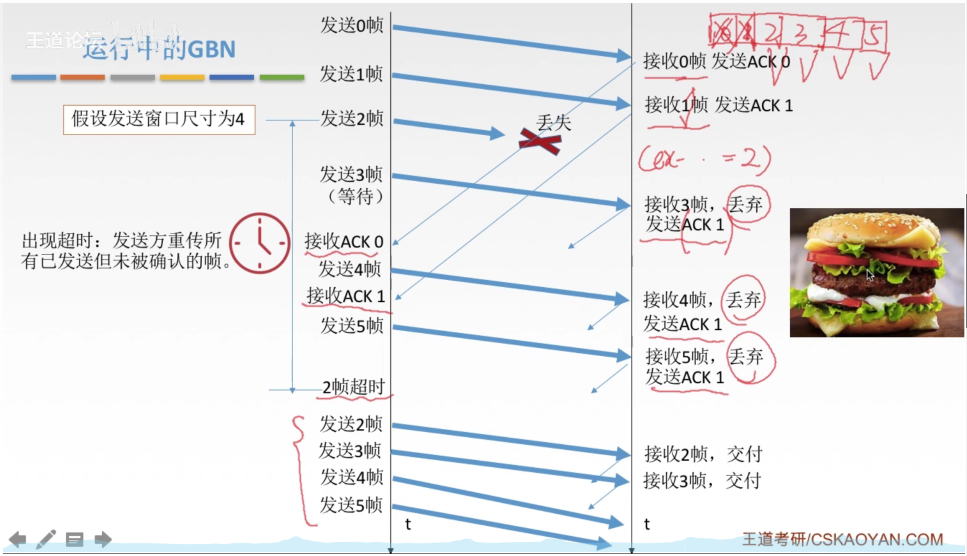 王道论坛
运行中的GBN
假设发送窗口尺寸为4
出现超时：发送方重传所
有已发送但未被确认的帧。
发送0帧
发送1帧
发送2帧
发送3帧
（等待）
接收ACK 0
发送4帧
接收ACK 1
发送5帧
2帧超时
发送2帧
发送3帧
发送4帧
发送5帧
t
丢失
0 1 2 3 4 5
接收0帧 发送ACK 0
接收1帧 发送ACK 1
(ex- · = 2)
接收3帧，丢弃
发送ACK 1
接收4帧，丢弃
发送ACK 1
接收5帧，丢弃
发送ACK 1
接收2帧，交付
接收3帧，交付
t
王道考研/CSKAOYAN.COM